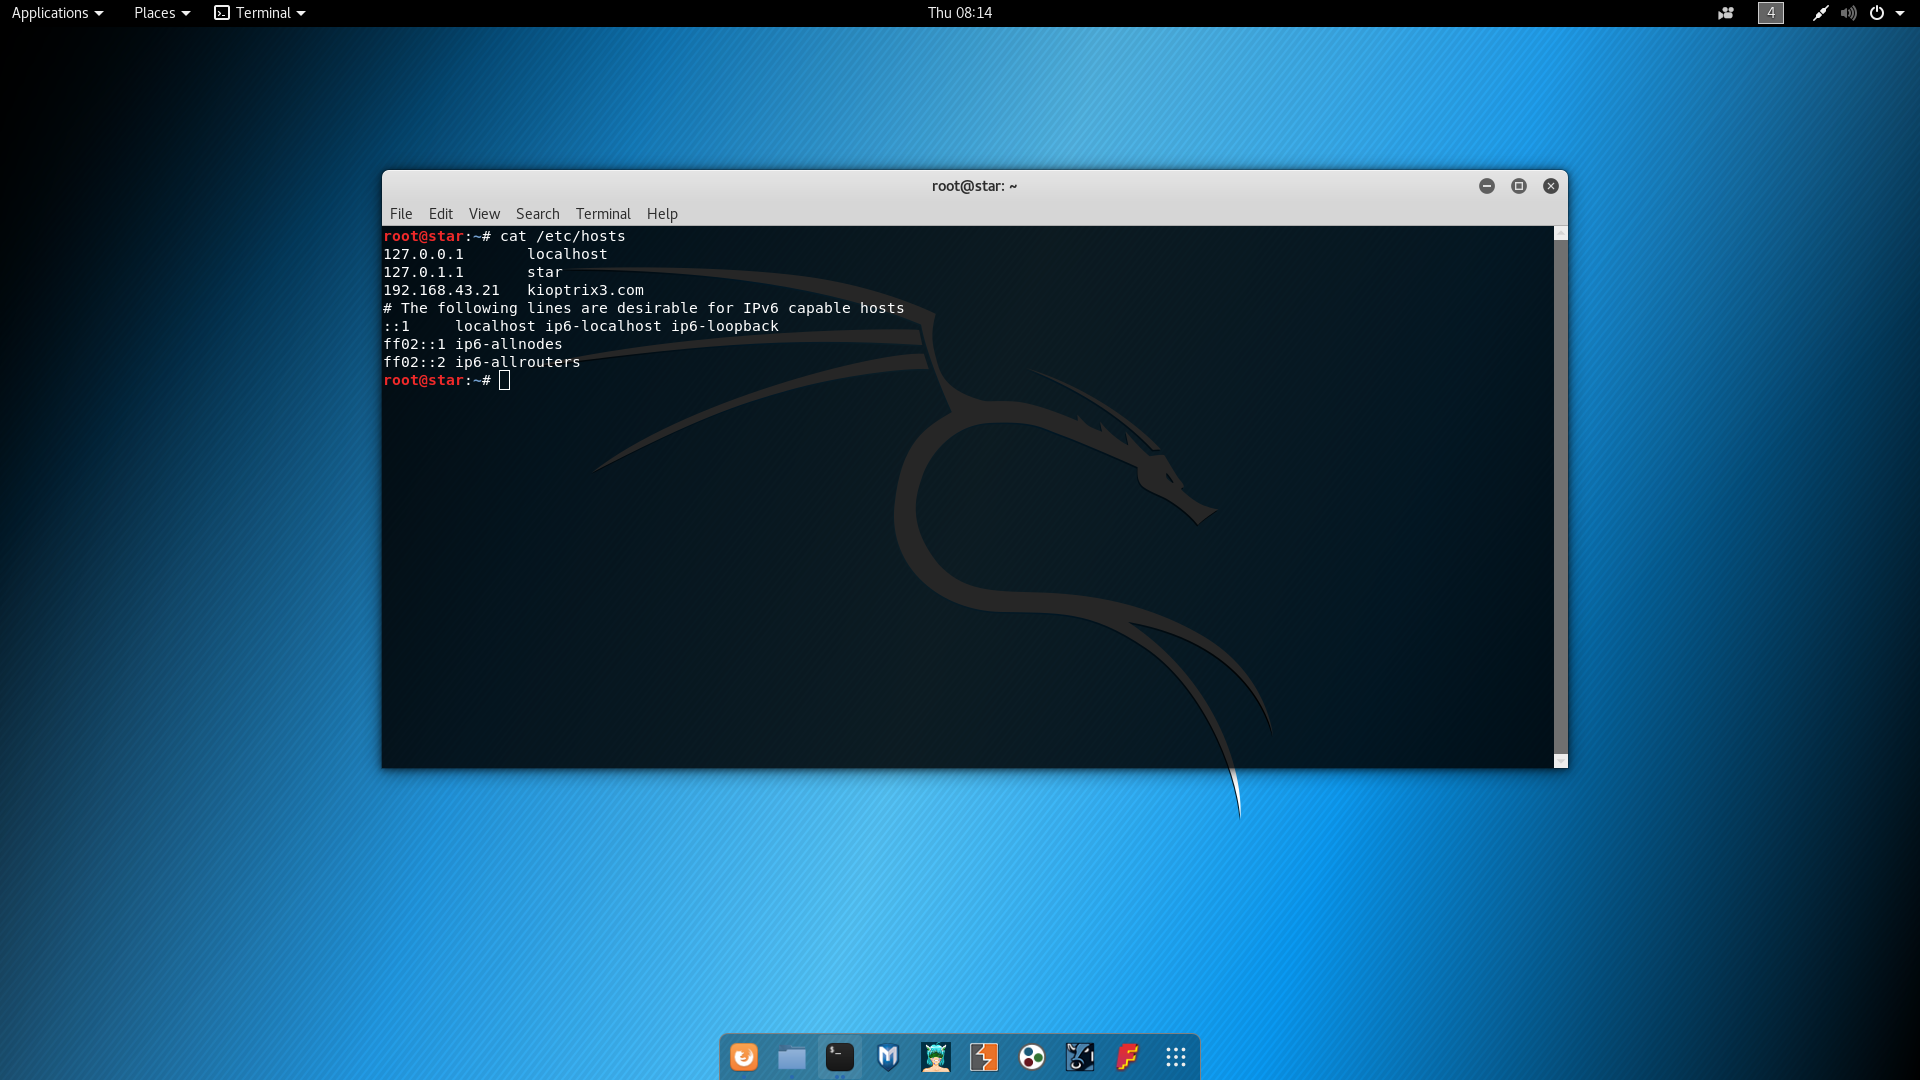 Applications Places Terminal Thu 08:14 4
root@star: ~
File Edit View Search Terminal Help
root@star:~# cat /etc/hosts
127.0.0.1       localhost
127.0.1.1       star
192.168.43.21   kioptrix3.com
# The following lines are desirable for IPv6 capable hosts
::1     localhost ip6-localhost ip6-loopback
ff02::1 ip6-allnodes
ff02::2 ip6-allrouters
root@star:~#